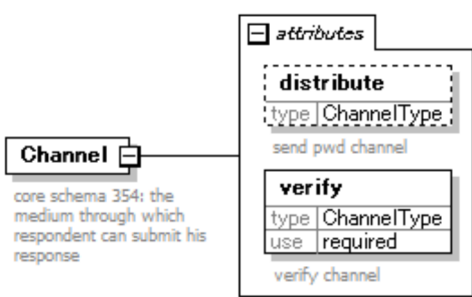 attributes
distribute
type ChannelType
send pwd channel
Channel
core schema 354: the
medium through which
respondent can submit his
response
verify
type ChannelType
use required
verify channel